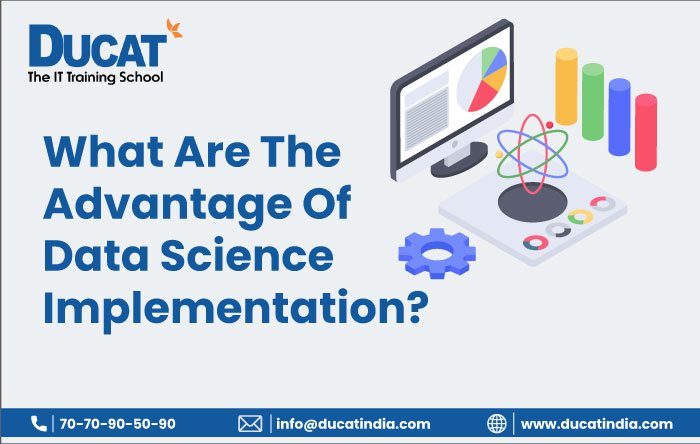 DUCAT
The IT Training School
What Are The
Advantage Of
Data Science
Implementation?
70-70-90-50-90
info@ducatindia.com
www.ducatindia.com